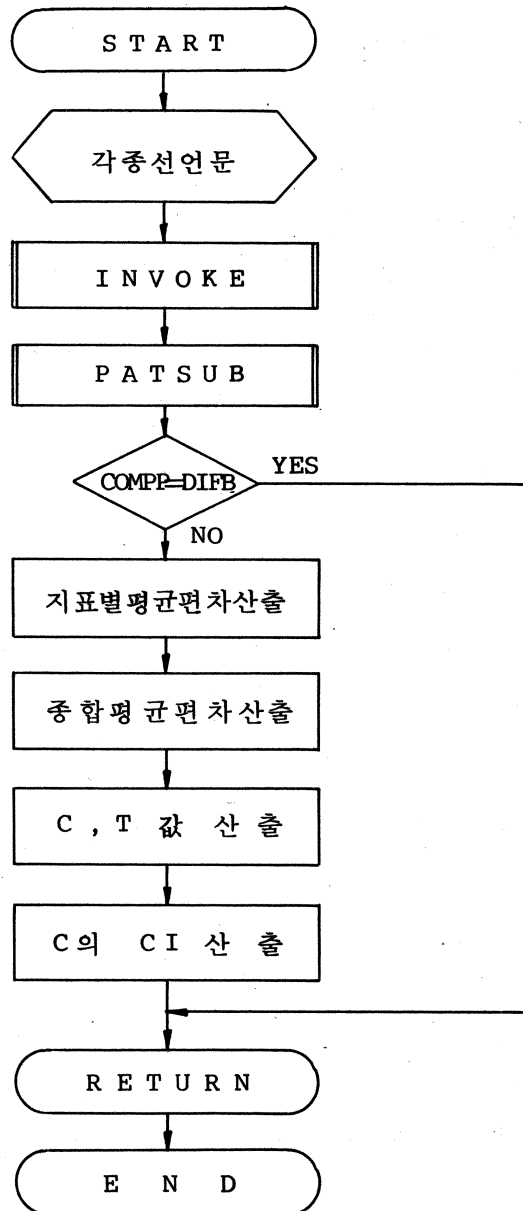 START
각종선언문
INVOKE
PATSUB
COMPP=DIFB
YES
NO
지표별평균편차산출
종합평균편차산출
C , T 값 산 출
C의 CI 산 출
RETURN
END